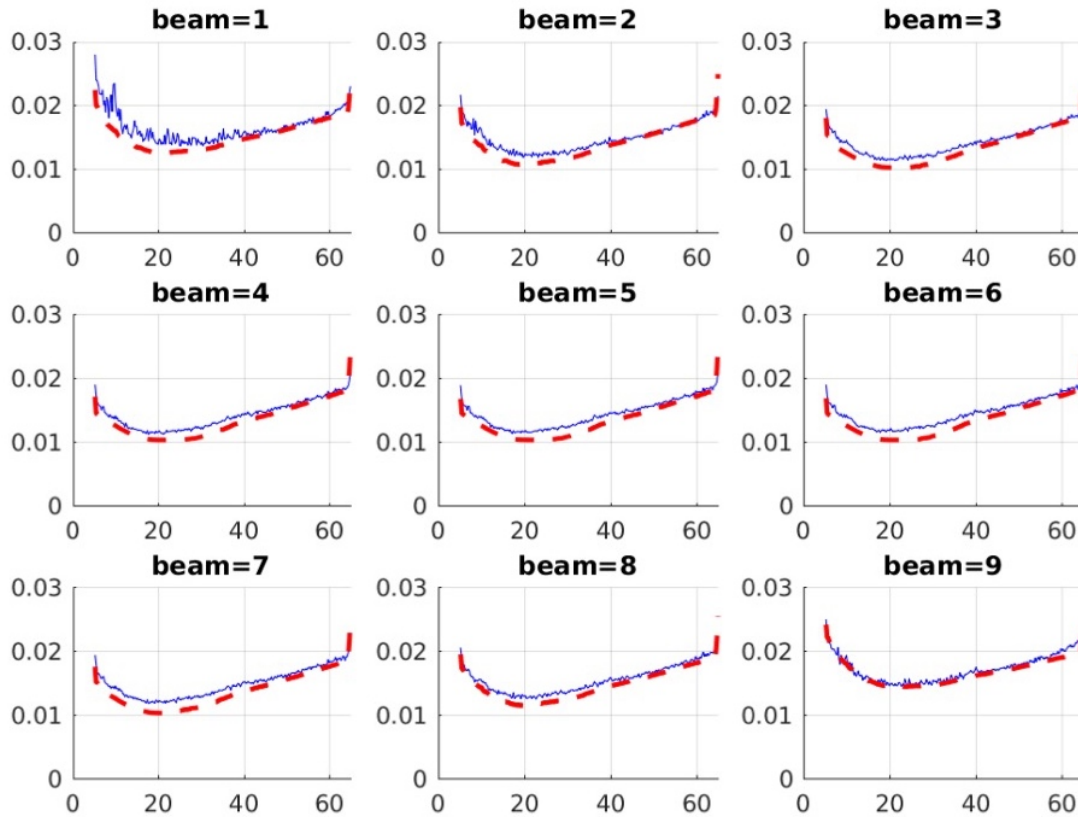 beam=1 beam=2 beam=3
0.03 0.03 0.03
0.02 0.02 0.02
0.01 0.01 0.01
0 0 0
0 20 40 60 0 20 40 60 0 20 40 60
beam=4 beam=5 beam=6
0.03 0.03 0.03
0.02 0.02 0.02
0.01 0.01 0.01
0 0 0
0 20 40 60 0 20 40 60 0 20 40 60
beam=7 beam=8 beam=9
0.03 0.03 0.03
0.02 0.02 0.02
0.01 0.01 0.01
0 0 0
0 20 40 60 0 20 40 60 0 20 40 60